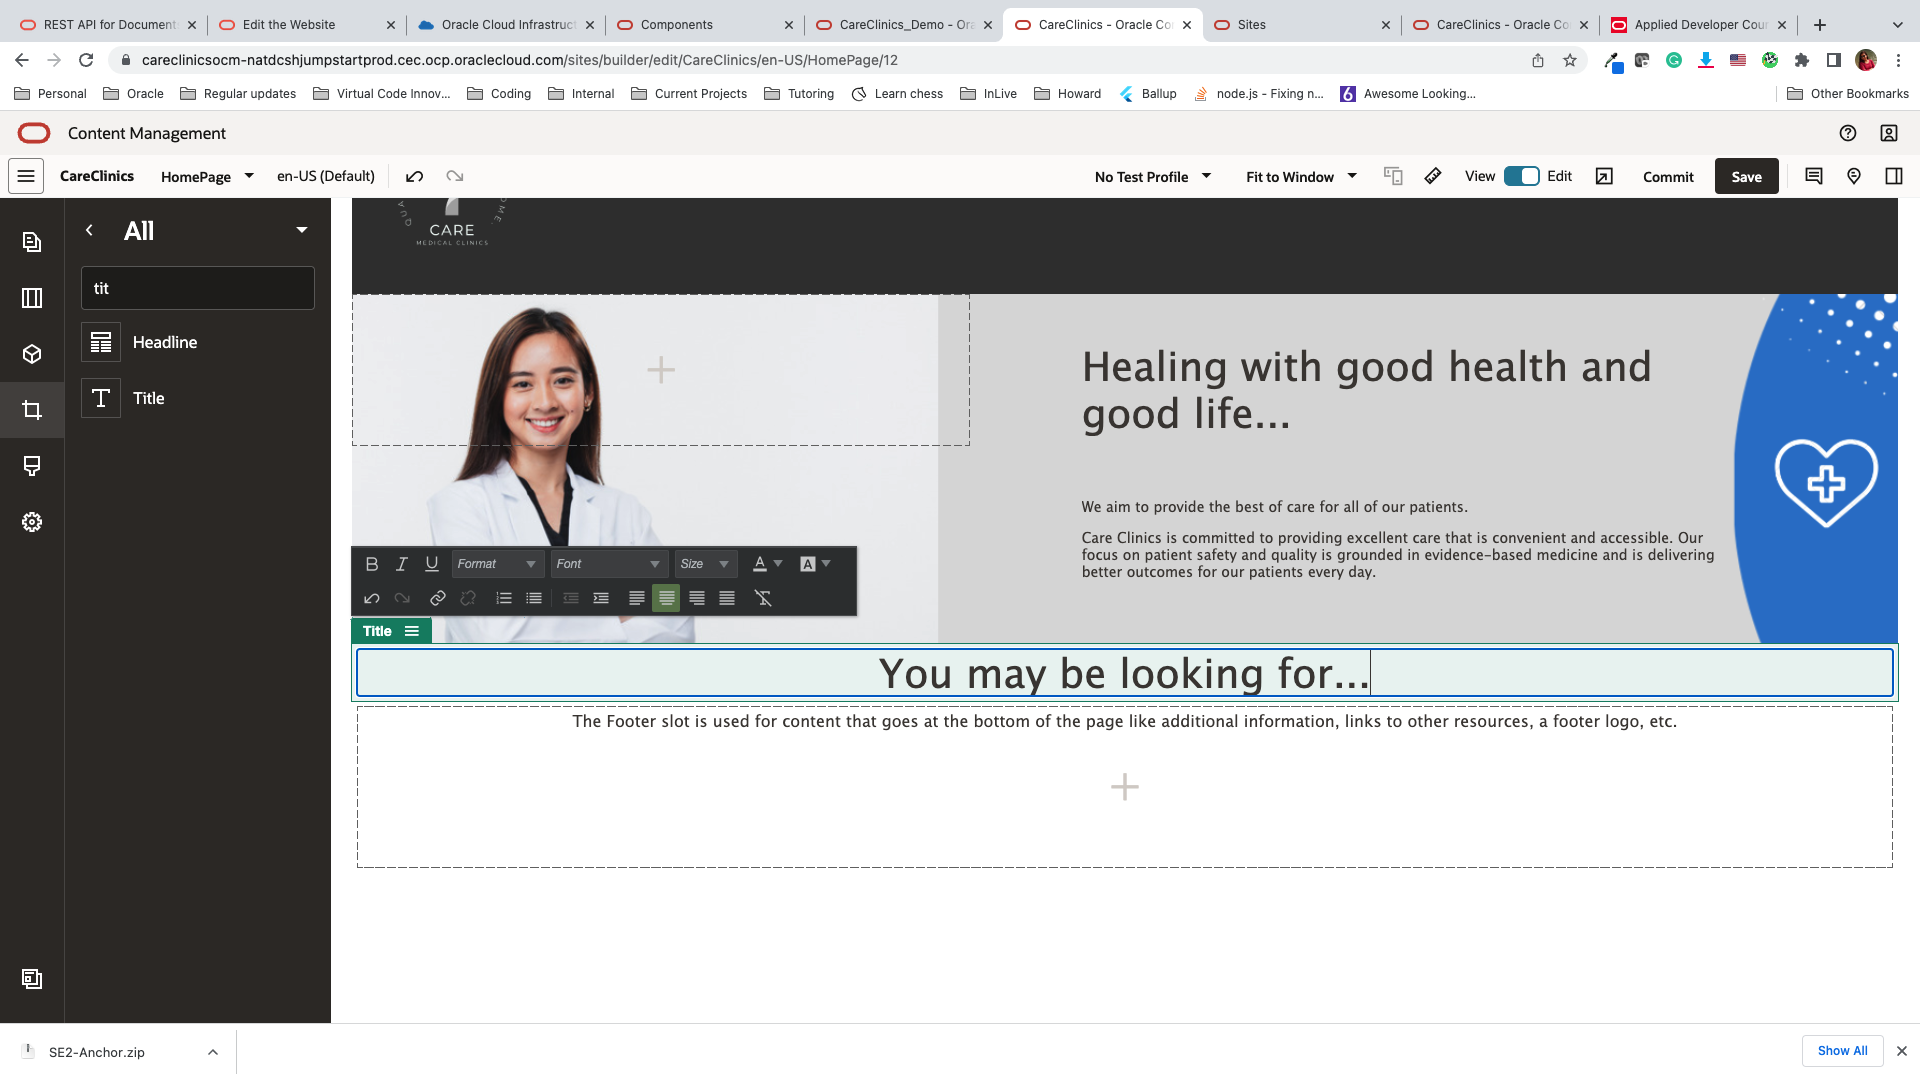 REST API for Document
Edit the Website
Oracle Cloud Infrastruct
Components
CareClinics_Demo - Ora
CareClinics - Oracle Co
Sites
CareClinics - Oracle Co
Applied Developer Cour
careclinicsocm-natdcshjumpstartprod.cec.ocp.oraclecloud.com/sites/builder/edit/CareClinics/en-US/HomePage/12
Personal
Oracle
Regular updates
Virtual Code Innov...
Coding
Internal
Current Projects
Tutoring
Learn chess
InLive
Howard
Ballup
node.js - Fixing n...
Awesome Looking...
Other Bookmarks
Content Management
CareClinics
HomePage
en-US (Default)
No Test Profile
Fit to Window
View
Edit
Commit
Save
All
tit
Headline
Title
CARE
MEDICAL CLINICS
Healing with good health and
good life...
We aim to provide the best of care for all of our patients.
Care Clinics is committed to providing excellent care that is convenient and accessible. Our
focus on patient safety and quality is grounded in evidence-based medicine and is delivering
better outcomes for our patients every day.
B I U Format Font Size A A
Title
You may be looking for...
The Footer slot is used for content that goes at the bottom of the page like additional information, links to other resources, a footer logo, etc.
SE2-Anchor.zip
Show All